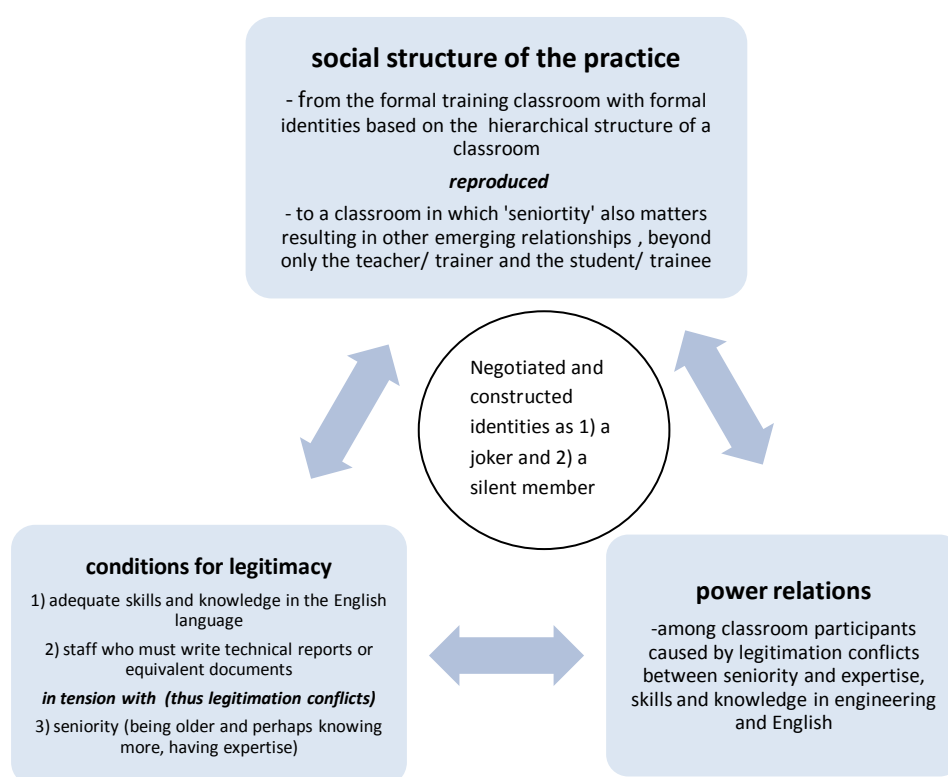 social structure of the practice
- from the formal training classroom with formal
identities based on the hierarchical structure of a
classroom
reproduced
- to a classroom in which 'seniortity' also matters
resulting in other emerging relationships , beyond
only the teacher/ trainer and the student/ trainee
Negotiated and
constructed
identities as 1) a
joker and 2) a
silent member
conditions for legitimacy
1) adequate skills and knowledge in the English
language
2) staff who must write technical reports or
equivalent documents
in tension with (thus legitimation conflicts)
3) seniority (being older and perhaps knowing
more, having expertise)
power relations
-among classroom participants
caused by legitimation conflicts
between seniority and expertise,
skills and knowledge in engineering
and English